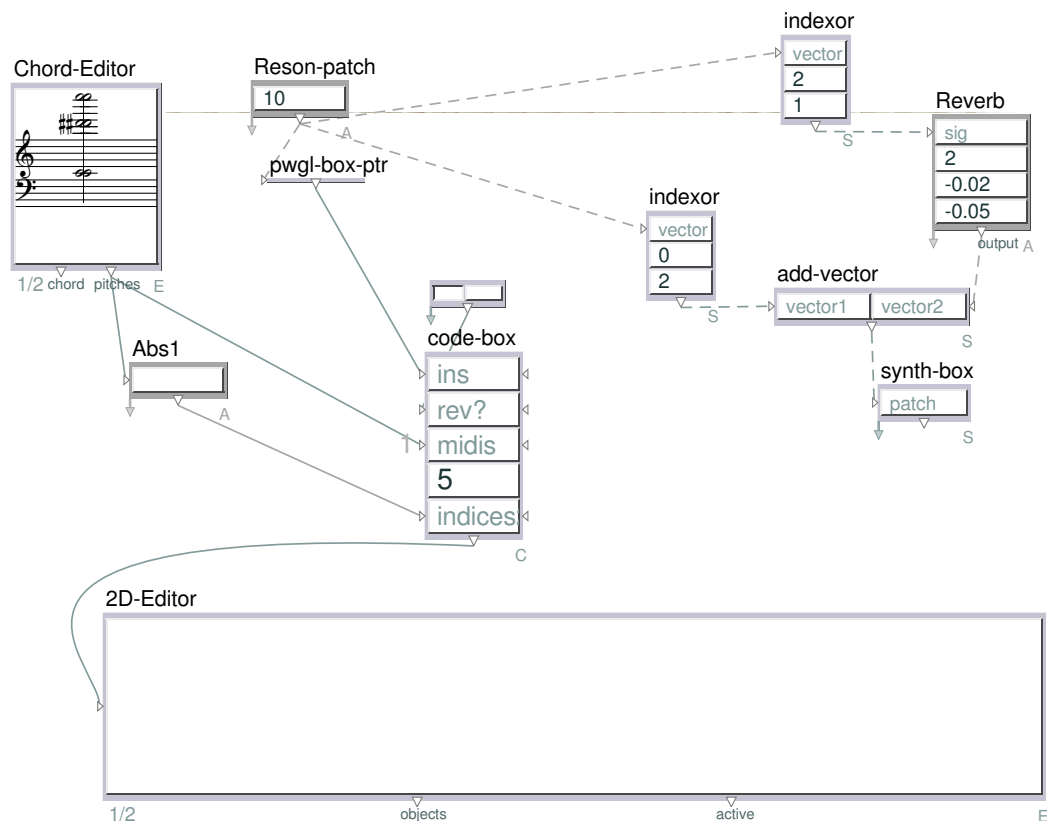 indexor
Chord-Editor
Reson-patch
vector
10
2
1
A
S
Reverb
sig
2
-0.02
-0.05
output A
pwgl-box-ptr
indexor
vector
0
2
S
1/2 chord pitches E
add-vector
vector1 vector2
S
code-box
ins
rev?
1 midis
5
indices
C
Abs1
A
synth-box
patch
S
2D-Editor
1/2 objects active E